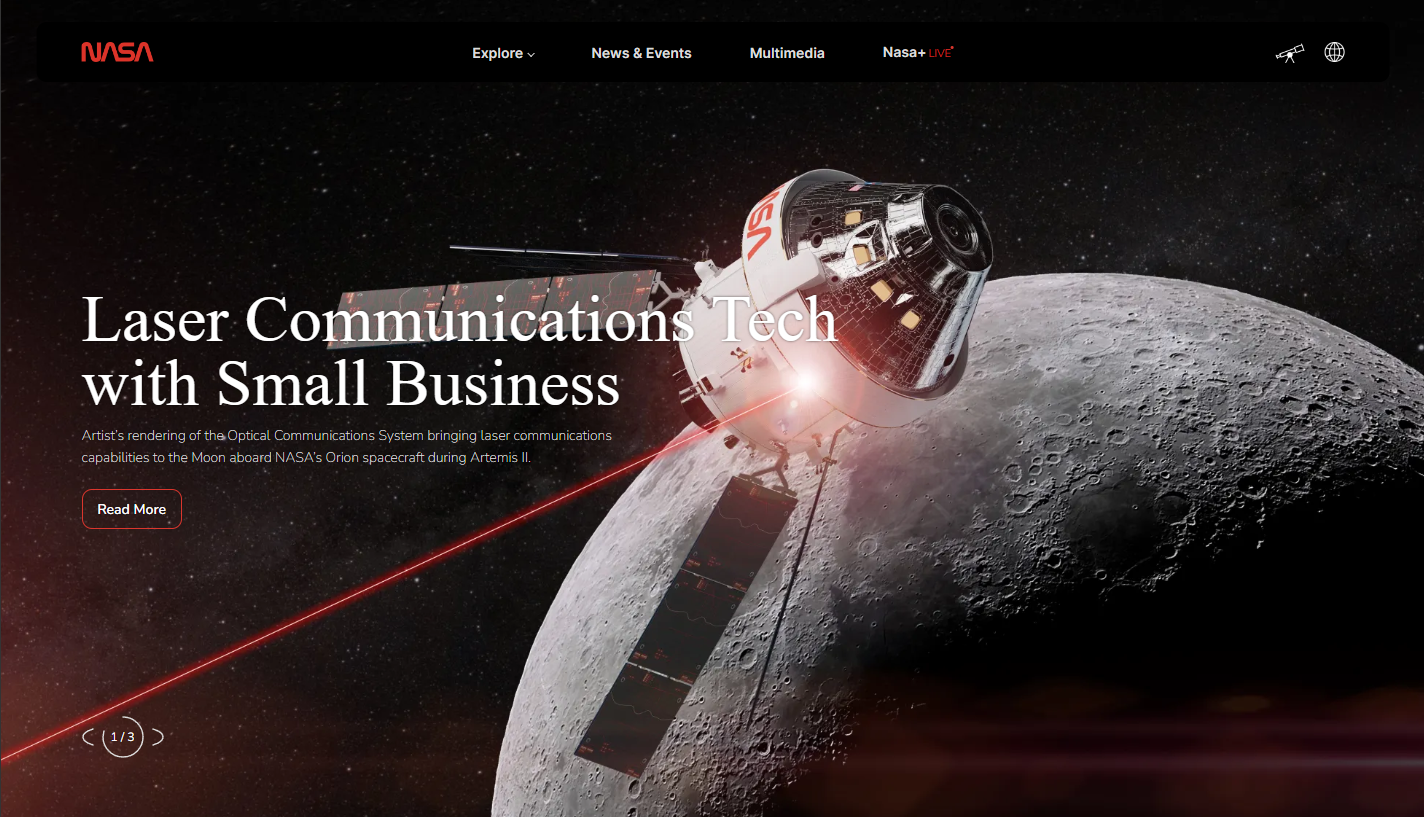 NASA
Explore
News & Events
Multimedia
Nasa+ LIVE
NASA
Laser Communications Tech
with Small Business
Artist's rendering of the Optical Communications System bringing laser communications
capabilities to the Moon aboard NASA's Orion spacecraft during Artemis II.
Read More
1 / 3